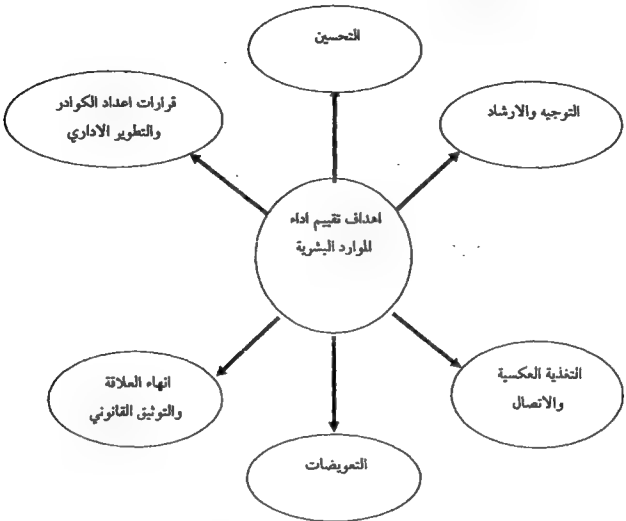 التحسين
التوجيه والارشاد
قرارات اعداد الكوادر
والتطوير الاداري
اهداف تقييم اداء
الموارد البشرية
التغذية العكسية
والاتصال
انهاء العلاقة
والتوثيق القانوني
التعويضات